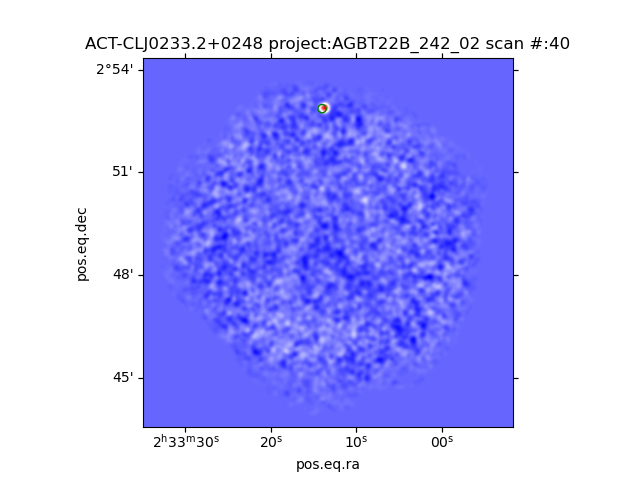 ACT-CLJ0233.2+0248 project:AGBT22B_242_02 scan #:40
2°54'
51'
48'
45'
pos.eq.dec
2ʰ33ᵐ30ˢ 20ˢ 10ˢ 00ˢ
pos.eq.ra